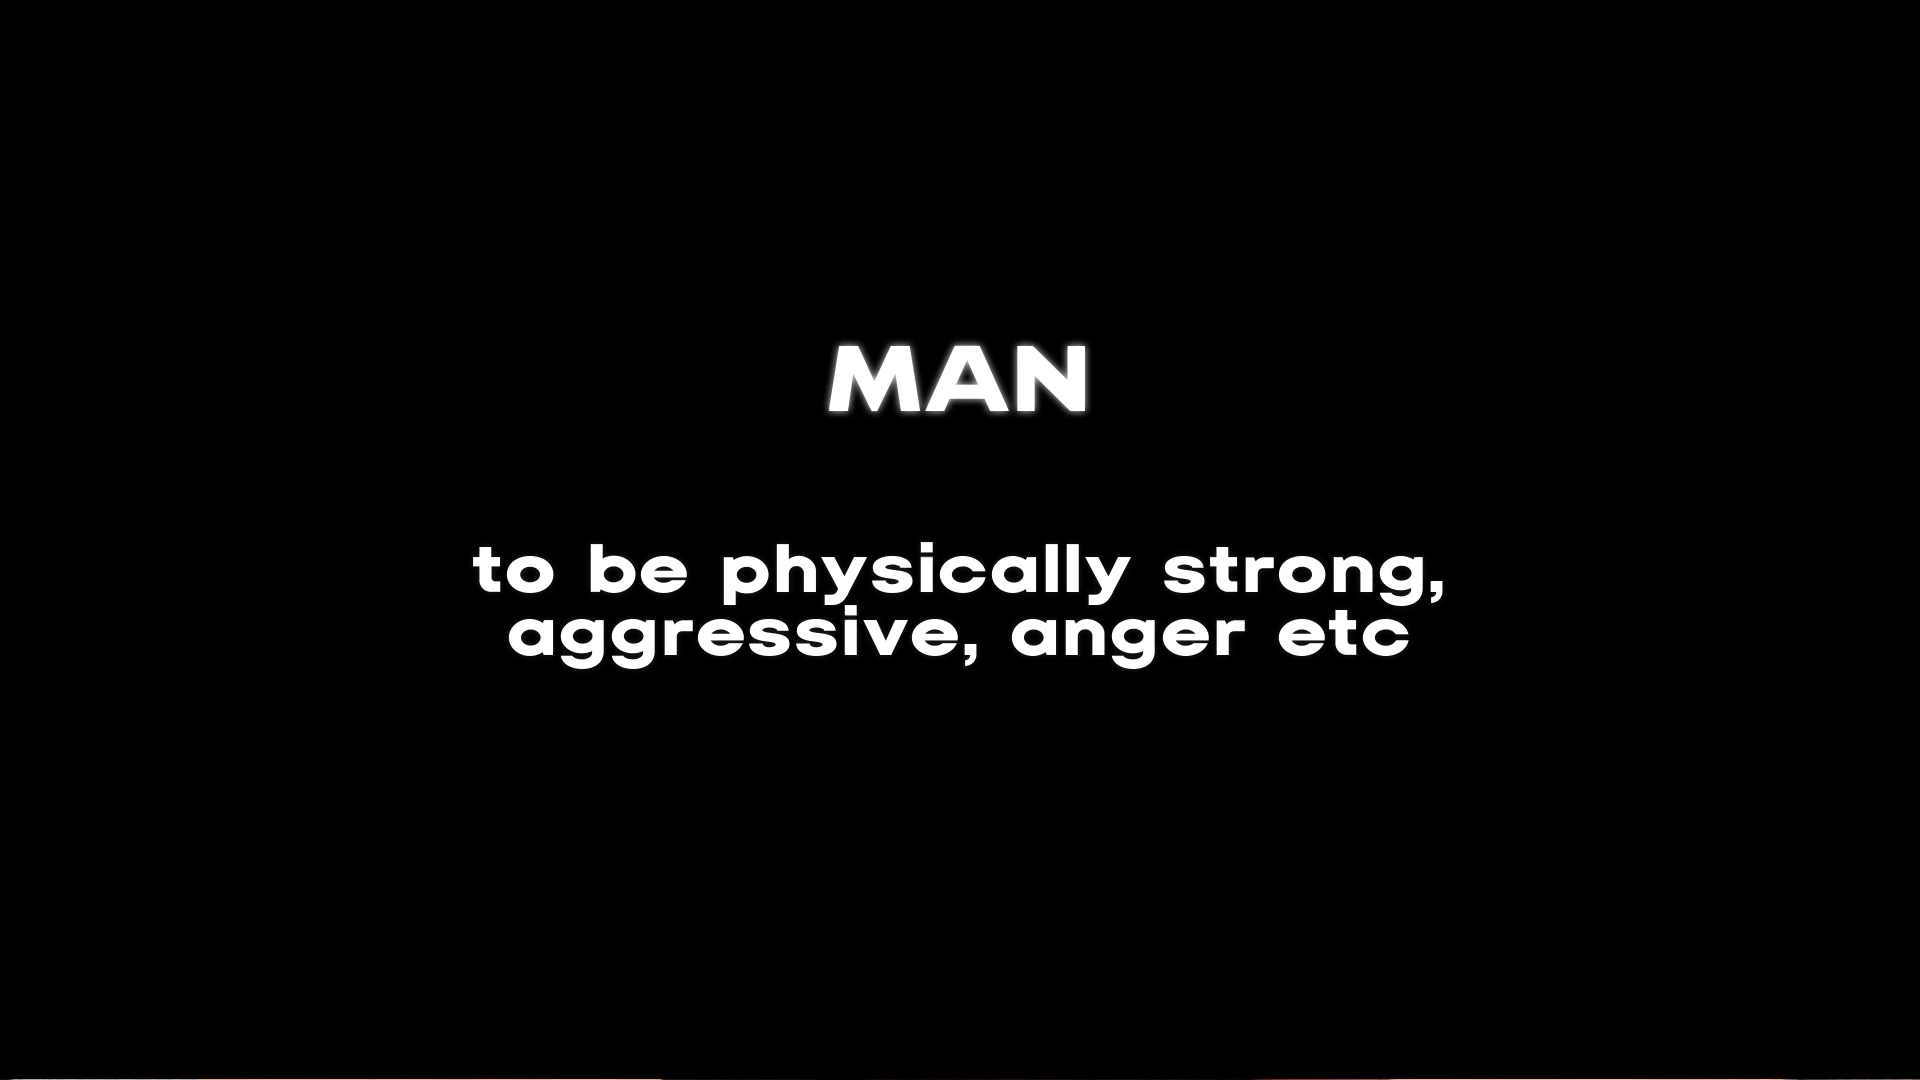 MAN
to be physically strong,
aggressive, anger etc